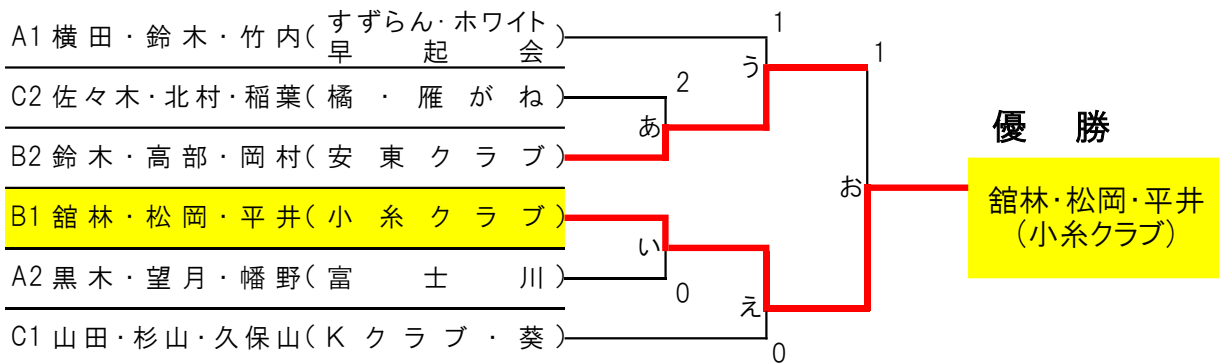 A1 横田・鈴木・竹内(すずらん・ホワイト早起会)
1
う
1
C2 佐々木・北村・稲葉(橘・雁がね)
2
あ
優　勝
B2 鈴木・高部・岡村(安東クラブ)
お
舘林・松岡・平井
(小糸クラブ)
B1 舘林・松岡・平井(小糸クラブ)
い
A2 黒木・望月・幡野(富士川)
0
え
C1 山田・杉山・久保山(Kクラブ・葵)
0